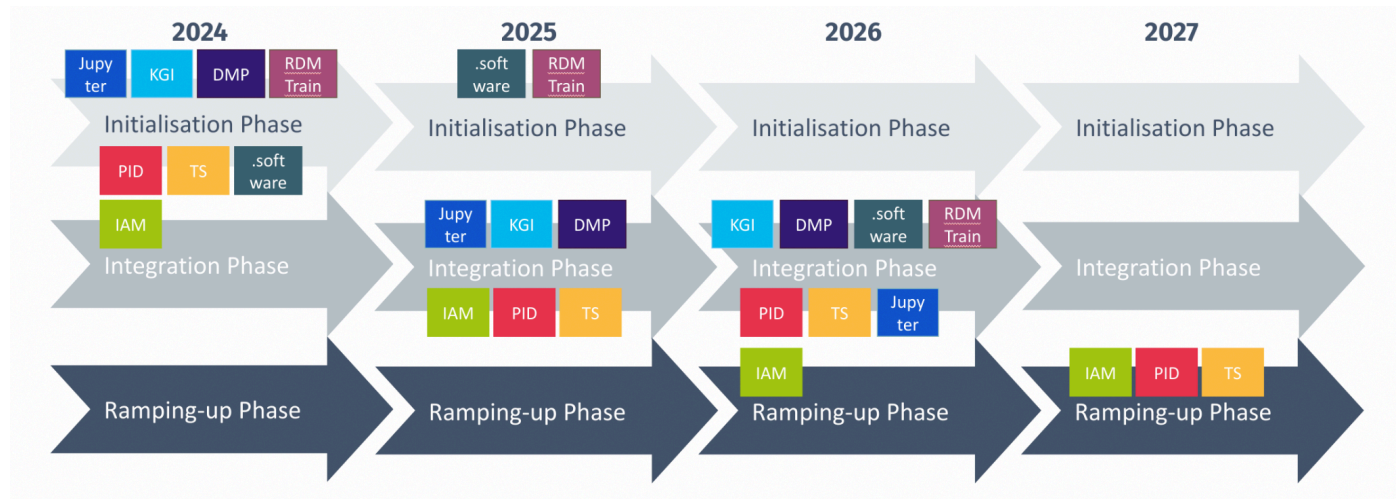 2024
2025
2026
2027
Jupy
ter
KGI
DMP
RDM
Train
.soft
ware
RDM
Train
Initialisation Phase
Initialisation Phase
Initialisation Phase
Initialisation Phase
PID
TS
.soft
ware
IAM
Jupy
ter
KGI
DMP
KGI
DMP
.soft
ware
RDM
Train
Integration Phase
Integration Phase
Integration Phase
Integration Phase
IAM
PID
TS
PID
TS
Jupy
ter
IAM
IAM
PID
TS
Ramping-up Phase
Ramping-up Phase
Ramping-up Phase
Ramping-up Phase